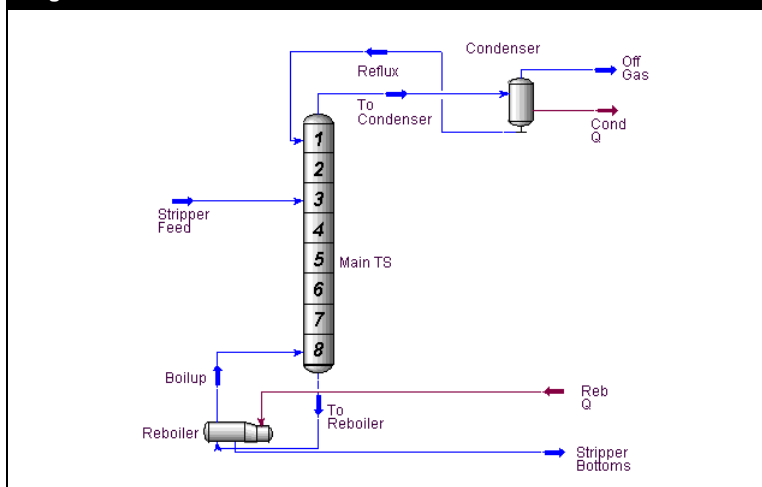 Condenser
Reflux
Off
Gas
To
Condenser
Cond
Q
1
2
3
Stripper
Feed
4
5
Main TS
6
7
8
Boilup
Reb
Q
To
Reboiler
Reboiler
Stripper
Bottoms